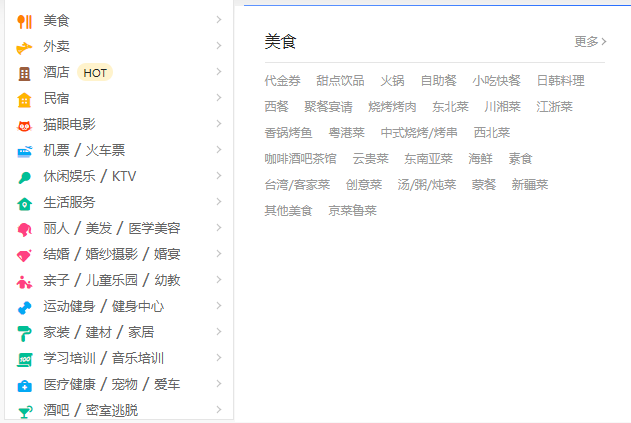 美食
外卖
酒店 HOT
民宿
猫眼电影
机票 / 火车票
休闲娱乐 / KTV
生活服务
丽人 / 美发 / 医学美容
结婚 / 婚纱摄影 / 婚宴
亲子 / 儿童乐园 / 幼教
运动健身 / 健身中心
家装 / 建材 / 家居
学习培训 / 音乐培训
医疗健康 / 宠物 / 爱车
酒吧 / 密室逃脱
美食 更多
代金券 甜点饮品 火锅 自助餐 小吃快餐 日韩料理
西餐 聚餐宴请 烧烤烤肉 东北菜 川湘菜 江浙菜
香锅烤鱼 粤港菜 中式烧烤/烤串 西北菜
咖啡酒吧茶馆 云贵菜 东南亚菜 海鲜 素食
台湾/客家菜 创意菜 汤/粥/炖菜 蒙餐 新疆菜
其他美食 京菜鲁菜